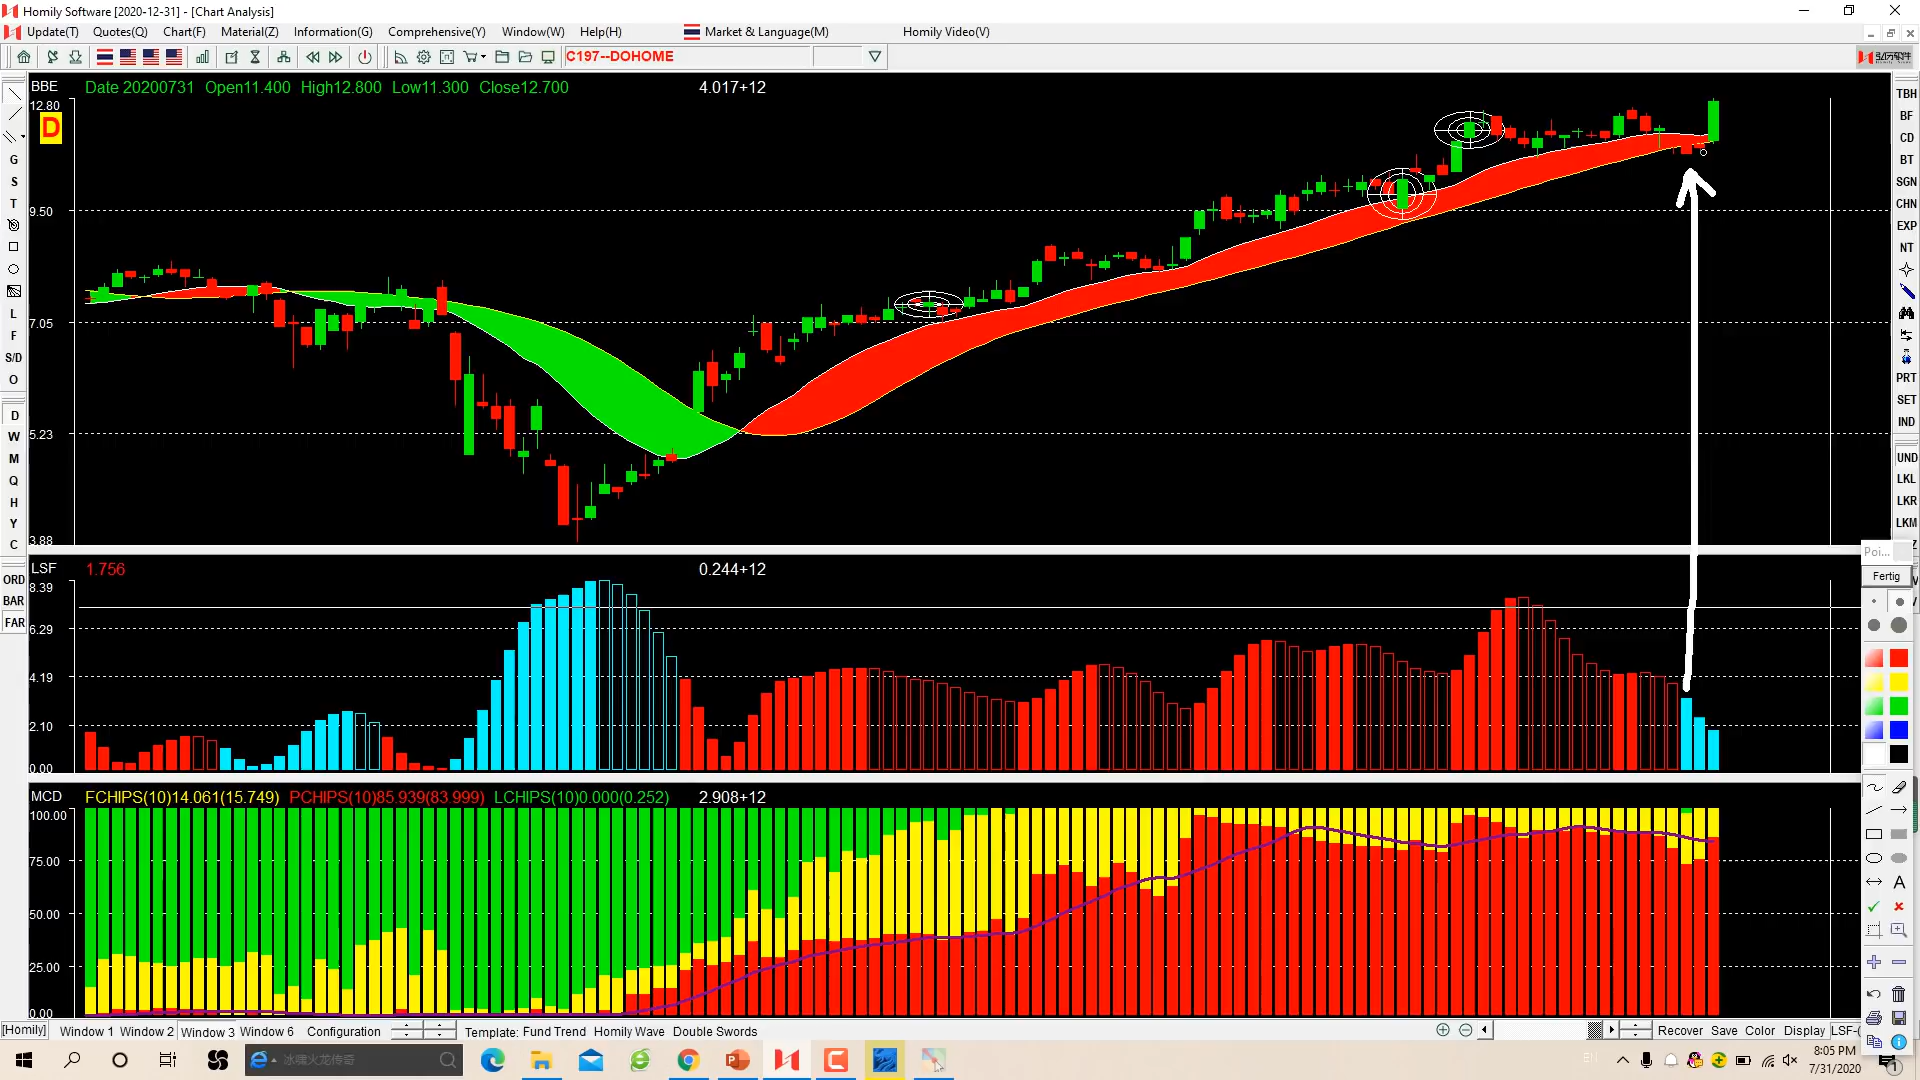 Homily Software [2020-12-31] - [Chart Analysis]
Update(T) Quotes(Q) Chart(F) Material(Z) Information(G) Comprehensive(Y) Window(W) Help(H) Market & Language(M) Homily Video(V)
C197--DOHOME
BBE Date 20200731 Open11.400 High12.800 Low11.300 Close12.700 4.017+12
12.80
D
9.50
7.05
5.23
3.88
LSF 1.756 0.244+12
8.39
6.29
4.19
2.10
0.00
MCD FCHIPS(10)14.061(15.749) PCHIPS(10)85.939(83.999) LCHIPS(10)0.000(0.252) 2.908+12
100.00
75.00
50.00
25.00
0.00
G
S
T
L
F
S/D
O
D
W
M
Q
H
Y
C
ORD
BAR
FAR
TBH
BF
CD
BT
SGN
CHN
EXP
NT
PRT
SET
IND
UND
LKL
LKR
LKM
Poi...
Fertig
A
[Homily] Window 1 Window 2 Window 3 Window 6 Configuration Template: Fund Trend Homily Wave Double Swords Recover Save Color Display LSF-(
8:05 PM
7/31/2020